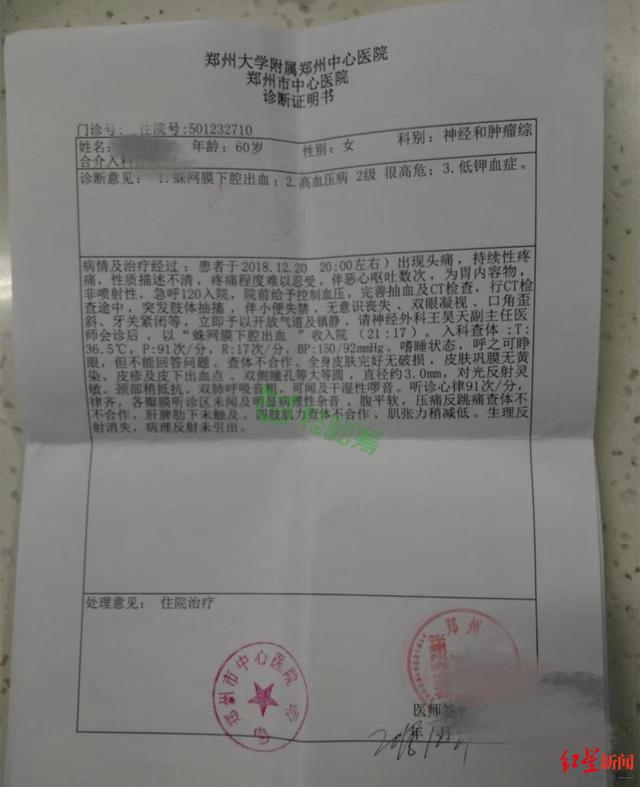 郑州大学附属郑州中心医院
郑州市中心医院
诊断证明书
门诊号: 住院号:501232710
姓名: 年龄:60岁 性别:女 科别:神经和肿瘤综
合介入科
诊断意见: 1.蛛网膜下腔出血;2.高血压病 2级 很高危;3.低钾血症。
病情及治疗经过:患者于2018.12.20 20:00左右)出现头痛,持续性疼
痛,性质描述不清,疼痛程度难以忍受,伴恶心呕吐数次,为胃内容物,
非喷射性,急呼120入院,院前给予控制血压,完善抽血及CT检查,行CT检
查途中,突发肢体抽搐,伴小便失禁,无意识丧失、双眼凝视、口角歪
斜、牙关紧闭等,立即予以开放气道及镇静,请神经外科王昊天副主任医
师会诊后,以“蛛网膜下腔出血 ”收入院(21:17)。入科查体:T:
36.5℃,P:91次/分,R:17次/分,BP:150/92mmHg。嗜睡状态,呼之可睁
眼,但不能回答问题,查体不合作。全身皮肤完好无破损,皮肤巩膜无黄
染、皮疹及皮下出血点。双侧瞳孔等大等圆,直径约3.0mm,对光反射灵
敏。颈部稍抵抗。双肺呼吸音粗,可闻及干湿性啰音。听诊心律91次/分,
律齐,各瓣膜听诊区未闻及明显病理性杂音。腹平软,压痛反跳痛查体不
不合作,肝脾肋下未触及。四肢肌力查体不合作,肌张力稍减低。生理反
射消失,病理反射未引出。
处理意见: 住院治疗
郑州市中心医院
郑州
医师签
年 月
红星新闻